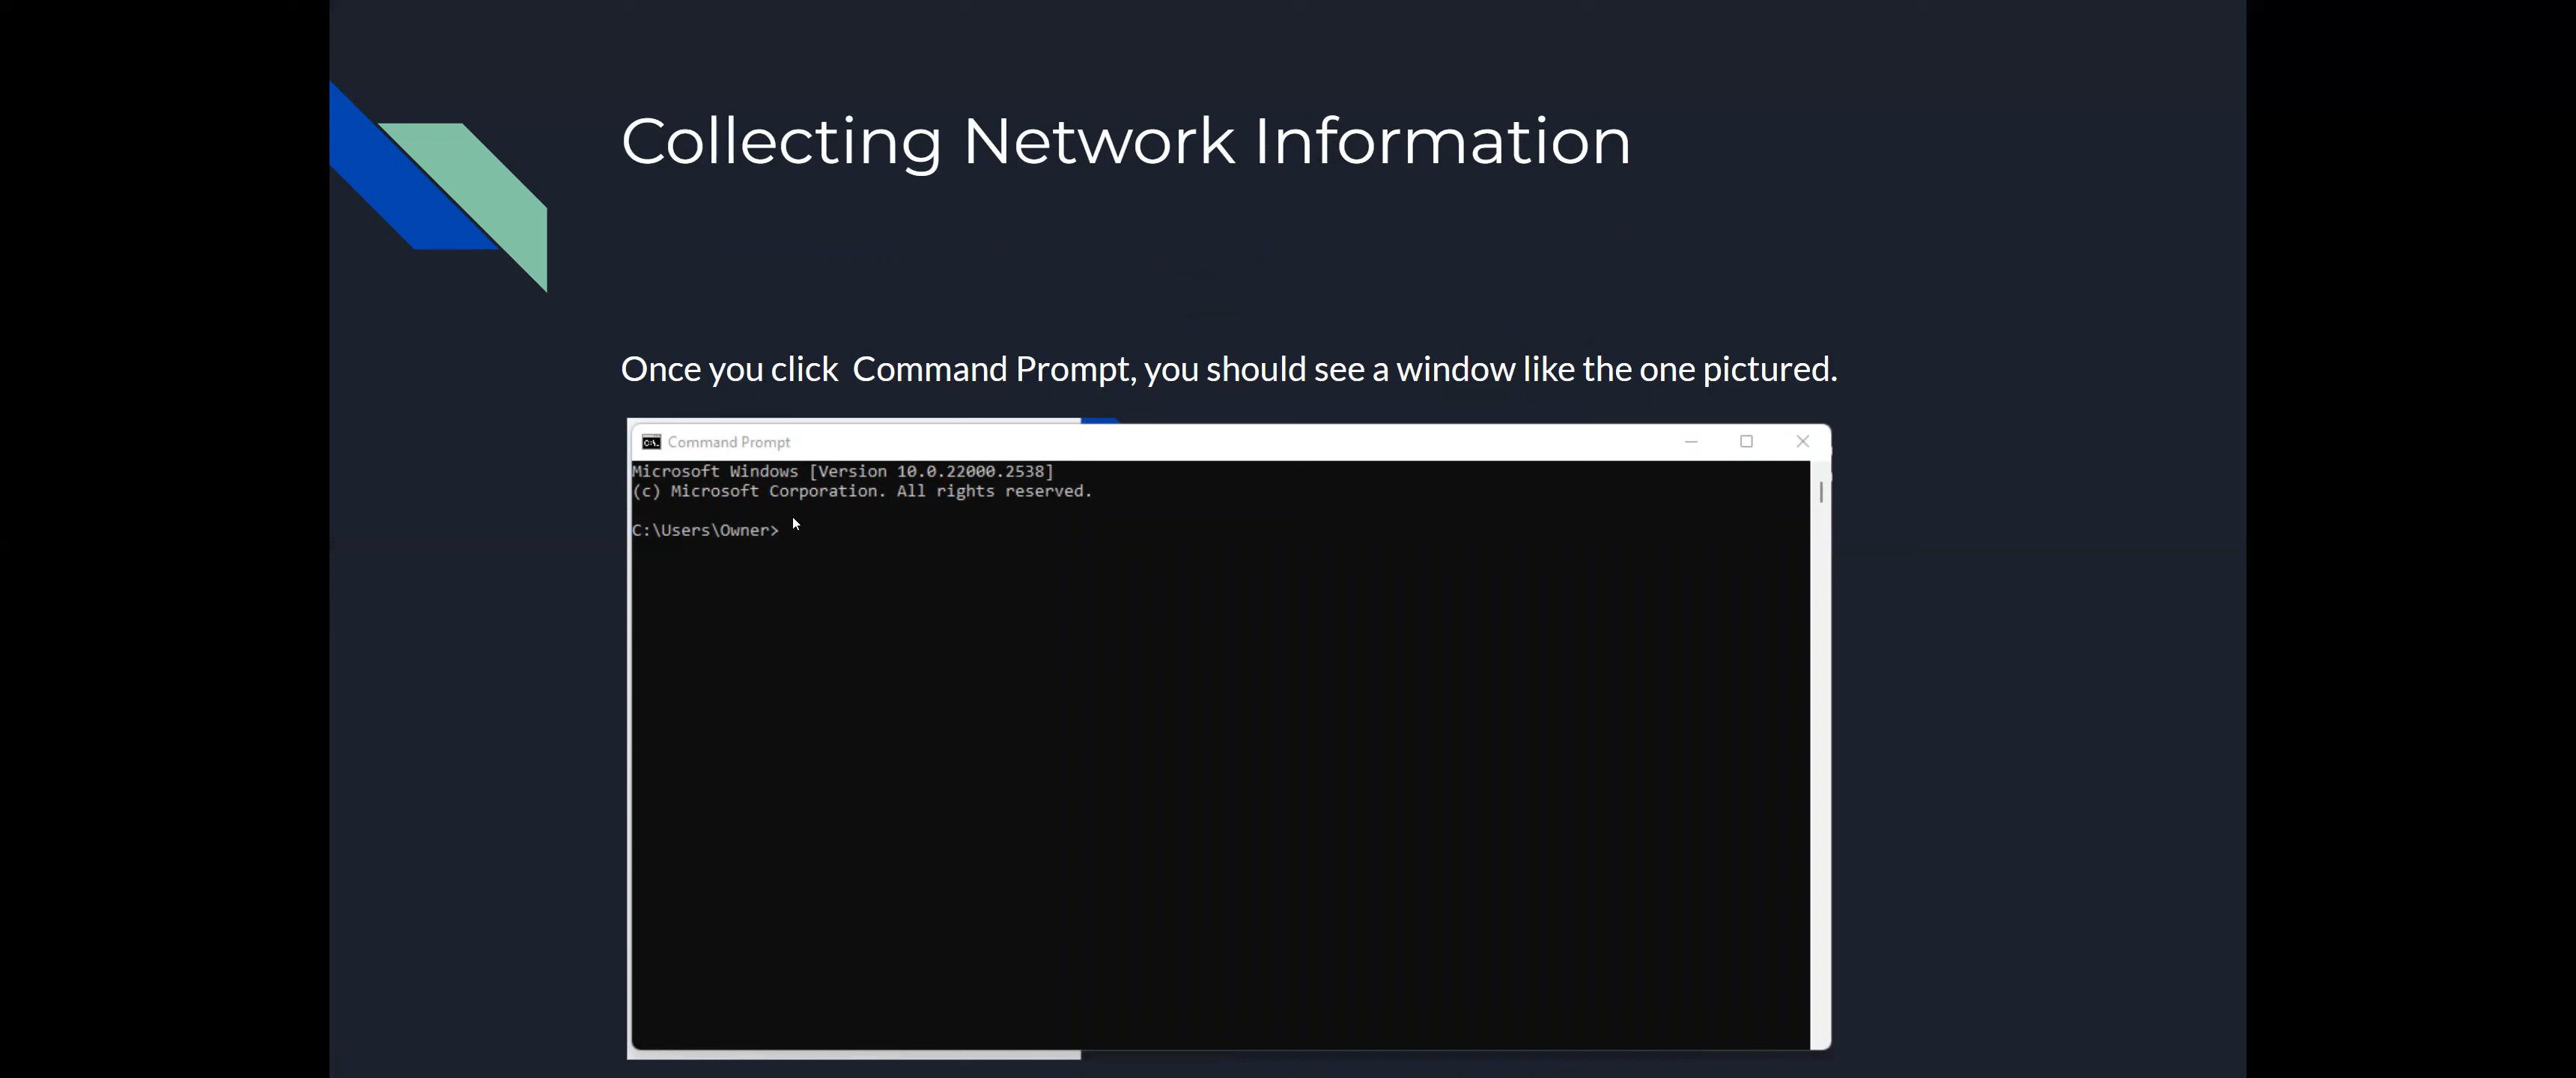 Collecting Network Information
Once you click  Command Prompt, you should see a window like the one pictured.
Command Prompt
Microsoft Windows [Version 10.0.22000.2538]
(c) Microsoft Corporation. All rights reserved.
C:\Users\Owner>